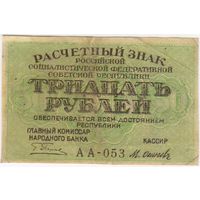 РАСЧЕТНЫЙ ЗНАК
РОССИЙСКОЙ
СОЦИАЛИСТИЧЕСКОЙ ФЕДЕРАТИВНОЙ
СОВЕТСКОЙ РЕСПУБЛИКИ
ТРИДЦАТЬ
РУБЛЕЙ
ОБЕСПЕЧИВАЕТСЯ ВСЕМ ДОСТОЯНИЕМ
РЕСПУБЛИКИ
ГЛАВНЫЙ КОМИССАР
НАРОДНОГО БАНКА
КАССИР
АА-053